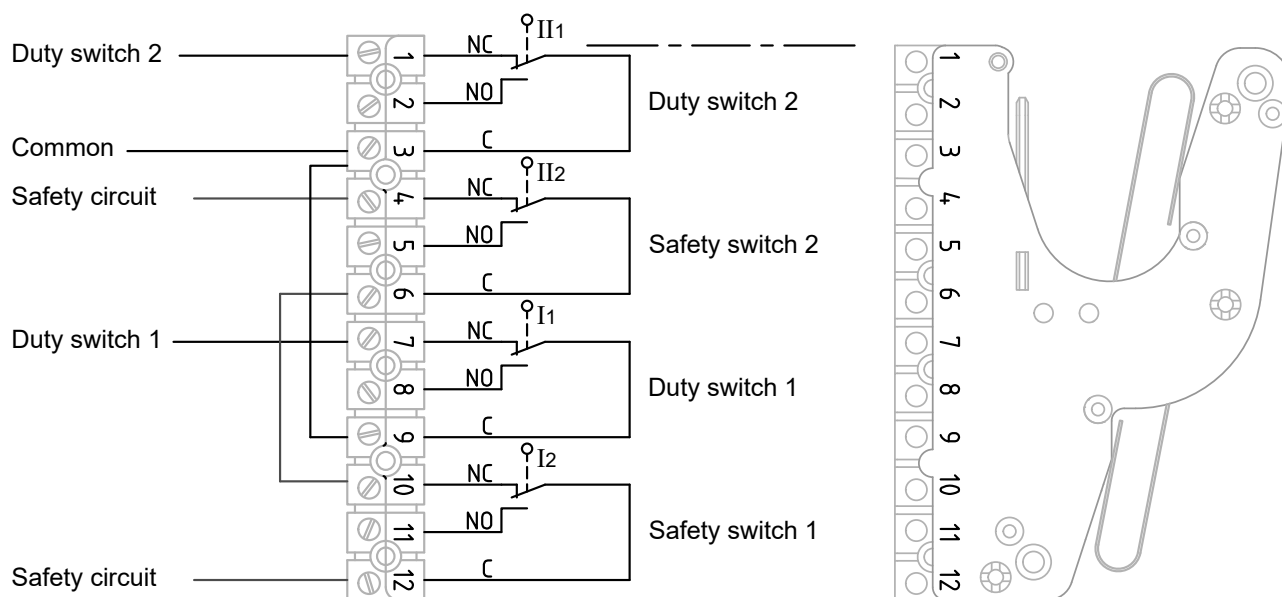 Duty switch 2
Common
Safety circuit
Duty switch 1
Safety circuit
1
2
3
4
5
6
7
8
9
10
11
12
NC
II1
NO
C
Duty switch 2
NC
II2
NO
C
Safety switch 2
NC
I1
NO
C
Duty switch 1
NC
I2
NO
C
Safety switch 1
1
2
3
4
5
6
7
8
9
10
11
12